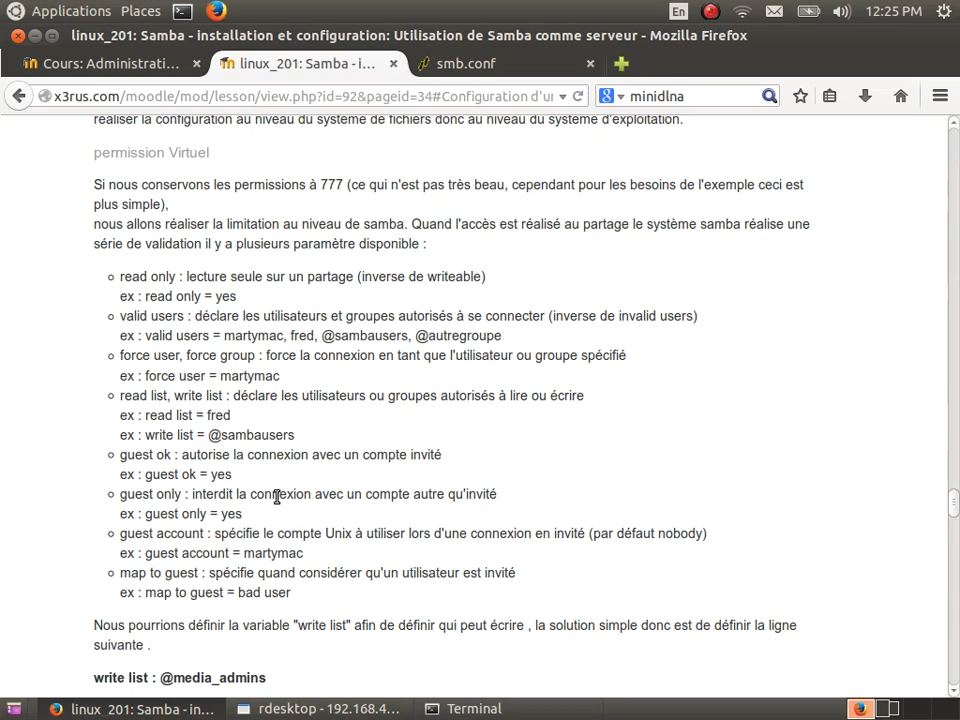 Applications Places En 12:25 PM
linux_201: Samba - installation et configuration: Utilisation de Samba comme serveur - Mozilla Firefox
Cours: Administrati... linux_201: Samba - i... smb.conf
x3rus.com/moodle/mod/lesson/view.php?id=92&pageid=34#Configuration d'ur minidlna
réaliser la configuration au niveau du système de fichiers donc au niveau du système d'exploitation.
permission Virtuel
Si nous conservons les permissions à 777 (ce qui n'est pas très beau, cependant pour les besoins de l'exemple ceci est
plus simple),
nous allons réaliser la limitation au niveau de samba. Quand l'accès est réalisé au partage le système samba réalise une
série de validation il y a plusieurs paramètre disponible :
read only : lecture seule sur un partage (inverse de writeable)
ex : read only = yes
valid users : déclare les utilisateurs et groupes autorisés à se connecter (inverse de invalid users)
ex : valid users = martymac, fred, @sambausers, @autregroupe
force user, force group : force la connexion en tant que l'utilisateur ou groupe spécifié
ex : force user = martymac
read list, write list : déclare les utilisateurs ou groupes autorisés à lire ou écrire
ex : read list = fred
ex : write list = @sambausers
guest ok : autorise la connexion avec un compte invité
ex : guest ok = yes
guest only : interdit la connexion avec un compte autre qu'invité
ex : guest only = yes
guest account : spécifie le compte Unix à utiliser lors d'une connexion en invité (par défaut nobody)
ex : guest account = martymac
map to guest : spécifie quand considérer qu'un utilisateur est invité
ex : map to guest = bad user
Nous pourrions définir la variable "write list" afin de définir qui peut écrire , la solution simple donc est de définir la ligne
suivante .
write list : @media_admins
linux_201: Samba - in... rdesktop - 192.168.4... Terminal